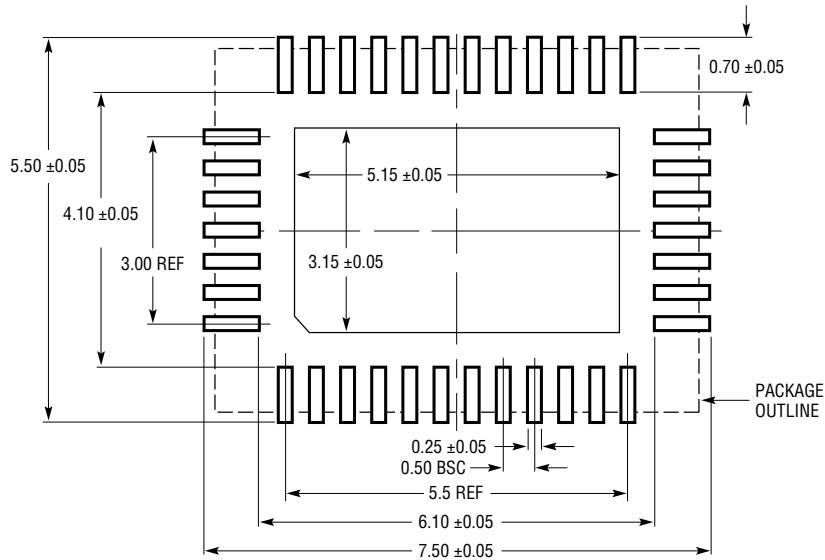 0.70 ±0.05
5.50 ±0.05
5.15 ±0.05
4.10 ±0.05
3.00 REF
3.15 ±0.05
PACKAGE
OUTLINE
0.25 ±0.05
0.50 BSC
5.5 REF
6.10 ±0.05
7.50 ±0.05